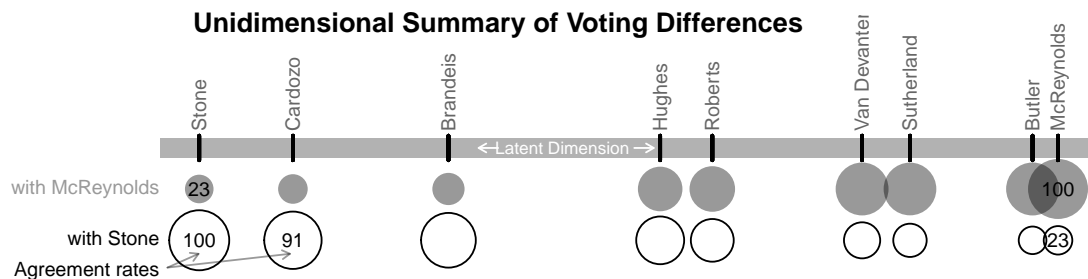 Unidimensional Summary of Voting Differences
Stone
Cardozo
Brandeis
Hughes
Roberts
Van Devanter
Sutherland
Butler
McReynolds
Latent Dimension
with McReynolds 23 100
with Stone 100 91 23
Agreement rates